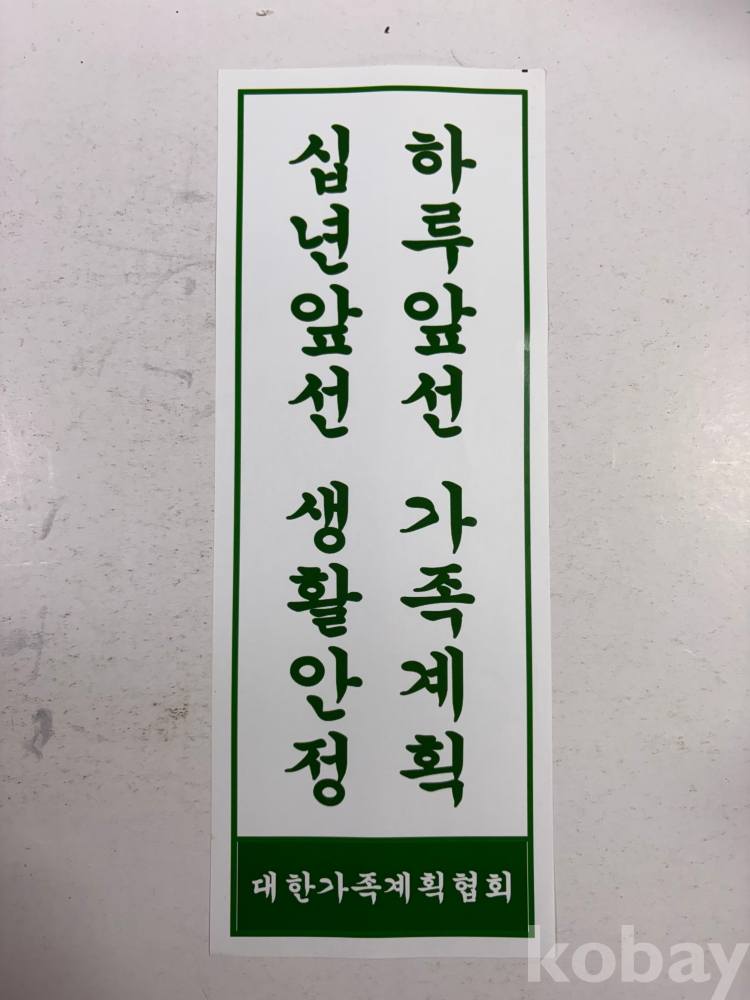 하루앞선 가족계획
십년앞선 생활안정
대한가족계획협회
kobay